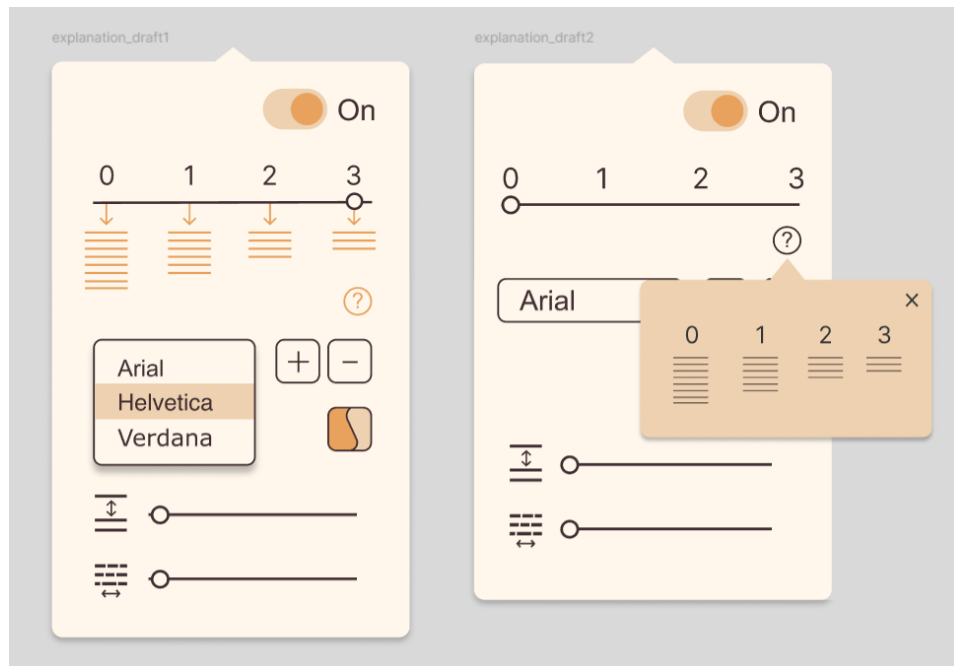 explanation_draft1
On
0 1 2 3
?
Arial
Helvetica
Verdana
explanation_draft2
On
0 1 2 3
?
Arial
0 1 2 3